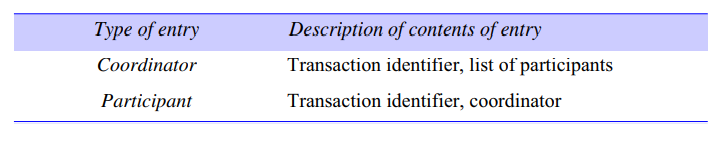 Type of entry Description of contents of entry
Coordinator Transaction identifier, list of participants
Participant Transaction identifier, coordinator